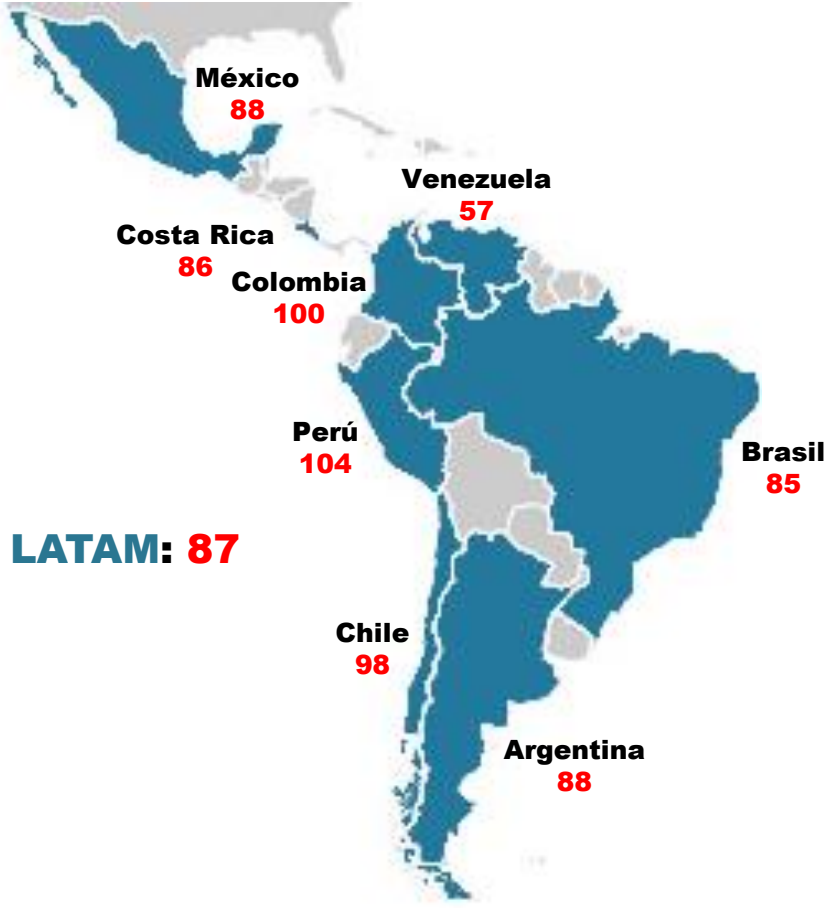 México
88
Venezuela
57
Costa Rica
86
Colombia
100
Perú
104
Brasil
85
LATAM: 87
Chile
98
Argentina
88